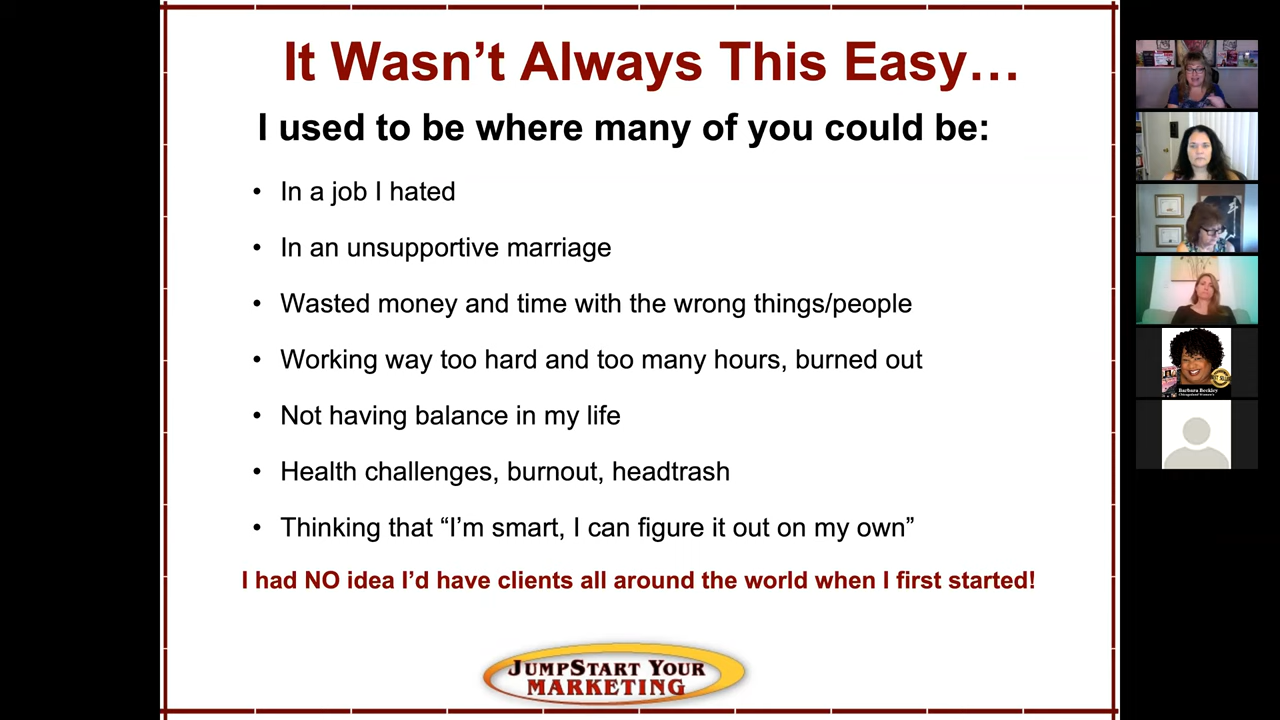 It Wasn’t Always This Easy…
I used to be where many of you could be:
• In a job I hated
• In an unsupportive marriage
• Wasted money and time with the wrong things/people
• Working way too hard and too many hours, burned out
• Not having balance in my life
• Health challenges, burnout, headtrash
• Thinking that “I’m smart, I can figure it out on my own”
I had NO idea I’d have clients all around the world when I first started!
JUMPSTART YOUR
MARKETING
Barbara Beckley